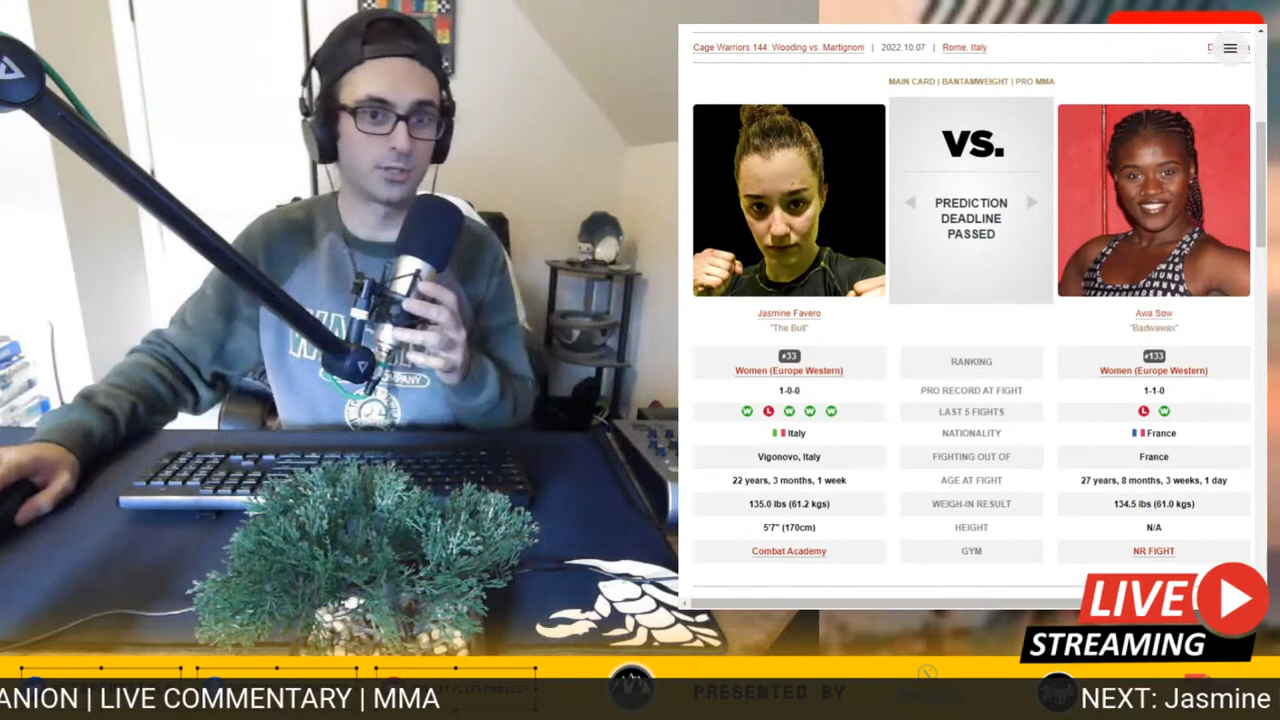 Cage Warriors 144: Wooding vs. Martignoni | 2022.10.07 | Rome, Italy
MAIN CARD | BANTAMWEIGHT | PRO MMA
VS.
PREDICTION
DEADLINE
PASSED
Jasmine Favero
"The Bull"
Awa Sow
"Badwawax"
#33
Women (Europe Western)
RANKING
#133
Women (Europe Western)
1-0-0
PRO RECORD AT FIGHT
1-1-0
W L W W W
LAST 5 FIGHTS
L W
Italy
NATIONALITY
France
Vigonovo, Italy
FIGHTING OUT OF
France
22 years, 3 months, 1 week
AGE AT FIGHT
27 years, 8 months, 3 weeks, 1 day
135.0 lbs (61.2 kgs)
WEIGH-IN RESULT
134.5 lbs (61.0 kgs)
5'7" (170cm)
HEIGHT
N/A
Combat Academy
GYM
NR FIGHT
LIVE
STREAMING
PRESENTED BY
ANION | LIVE COMMENTARY | MMA
NEXT: Jasmine